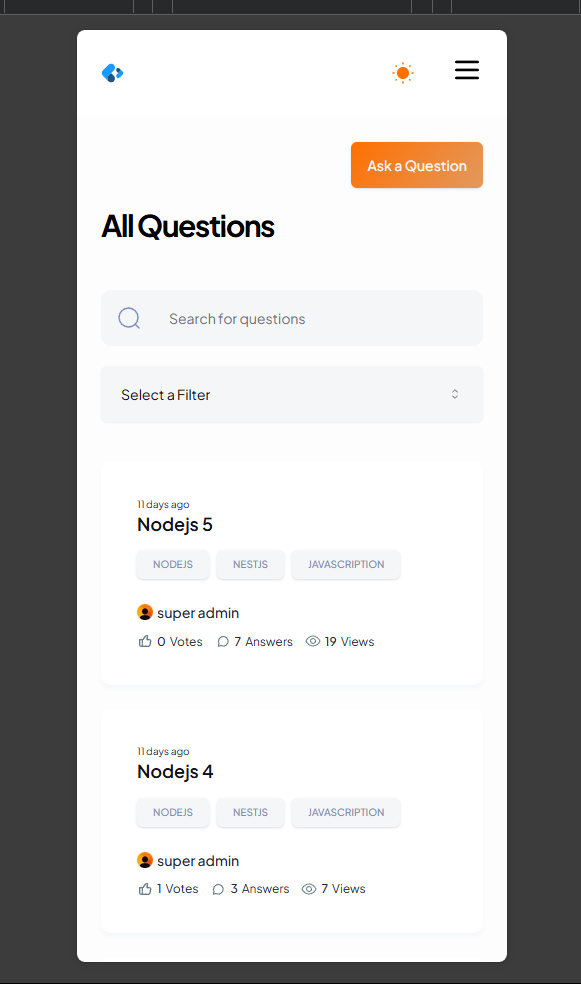 Ask a Question
All Questions
Search for questions
Select a Filter
11 days ago
Nodejs 5
NODEJS NESTJS JAVASCRIPTION
super admin
0 Votes 7 Answers 19 Views
11 days ago
Nodejs 4
NODEJS NESTJS JAVASCRIPTION
super admin
1 Votes 3 Answers 7 Views